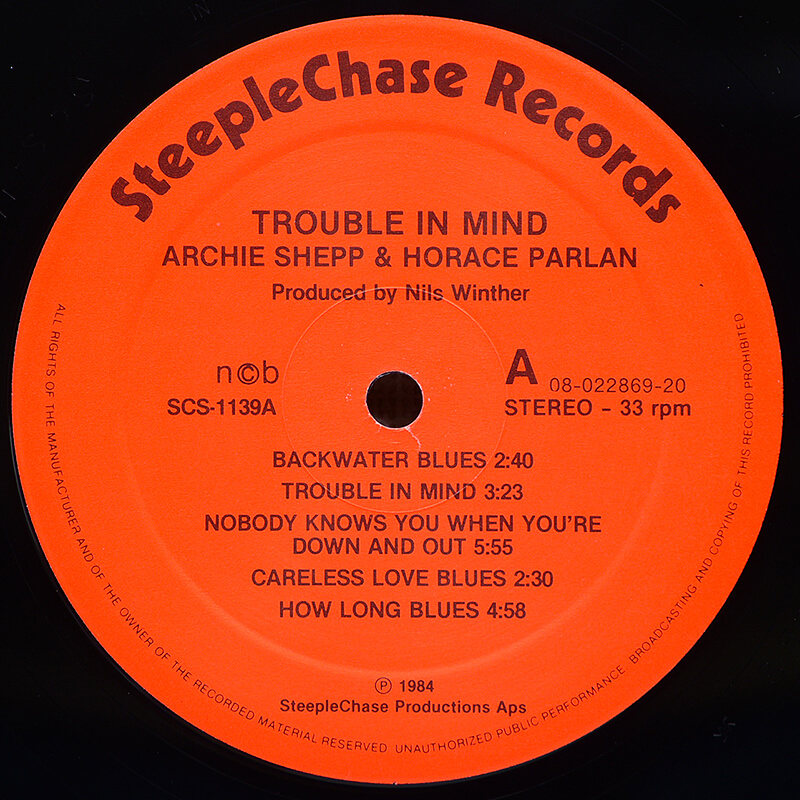 SteepleChase Records
TROUBLE IN MIND
ARCHIE SHEPP & HORACE PARLAN
Produced by Nils Winther
n©b
SCS-1139A
A 08-022869-20
STEREO - 33 rpm
BACKWATER BLUES 2:40
TROUBLE IN MIND 3:23
NOBODY KNOWS YOU WHEN YOU'RE
DOWN AND OUT 5:55
CARELESS LOVE BLUES 2:30
HOW LONG BLUES 4:58
℗ 1984
SteepleChase Productions Aps
ALL RIGHTS OF THE MANUFACTURER AND OF THE OWNER OF THE RECORDED MATERIAL RESERVED UNAUTHORIZED PUBLIC PERFORMANCE BROADCASTING AND COPYING OF THIS RECORD PROHIBITED